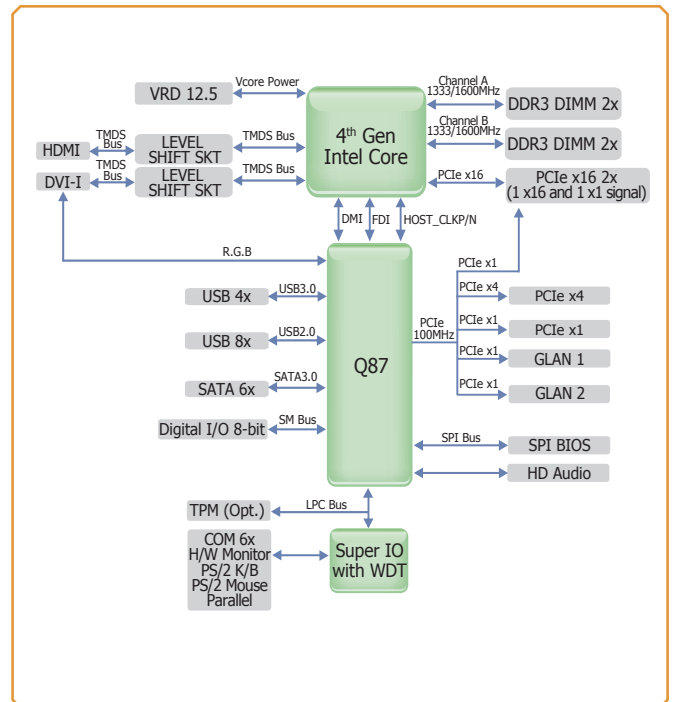 VRD 12.5
Vcore Power
4th Gen
Intel Core
Channel A
1333/1600MHz
DDR3 DIMM 2x
Channel B
1333/1600MHz
DDR3 DIMM 2x
HDMI
TMDS
Bus
LEVEL
SHIFT SKT
TMDS Bus
DVI-I
TMDS
Bus
LEVEL
SHIFT SKT
TMDS Bus
PCIe x16
PCIe x16 2x
(1 x16 and 1 x1 signal)
DMI
FDI
HOST_CLKP/N
R.G.B
USB 4x
USB3.0
USB 8x
USB2.0
SATA 6x
SATA3.0
Digital I/O 8-bit
SM Bus
Q87
PCIe
100MHz
PCIe x1
PCIe x4
PCIe x4
PCIe x1
PCIe x1
PCIe x1
GLAN 1
PCIe x1
GLAN 2
SPI Bus
SPI BIOS
HD Audio
TPM (Opt.)
LPC Bus
COM 6x
H/W Monitor
PS/2 K/B
PS/2 Mouse
Parallel
Super IO
with WDT